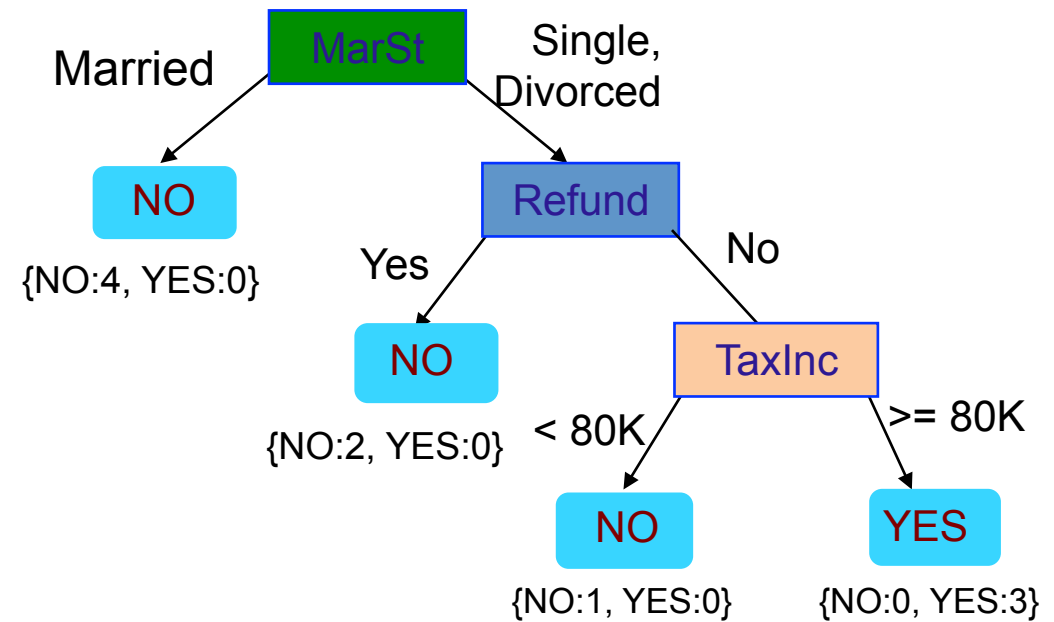 MarSt
Married
Single,
Divorced
NO
{NO:4, YES:0}
Refund
Yes
No
NO
{NO:2, YES:0}
TaxInc
< 80K
>= 80K
NO
{NO:1, YES:0}
YES
{NO:0, YES:3}